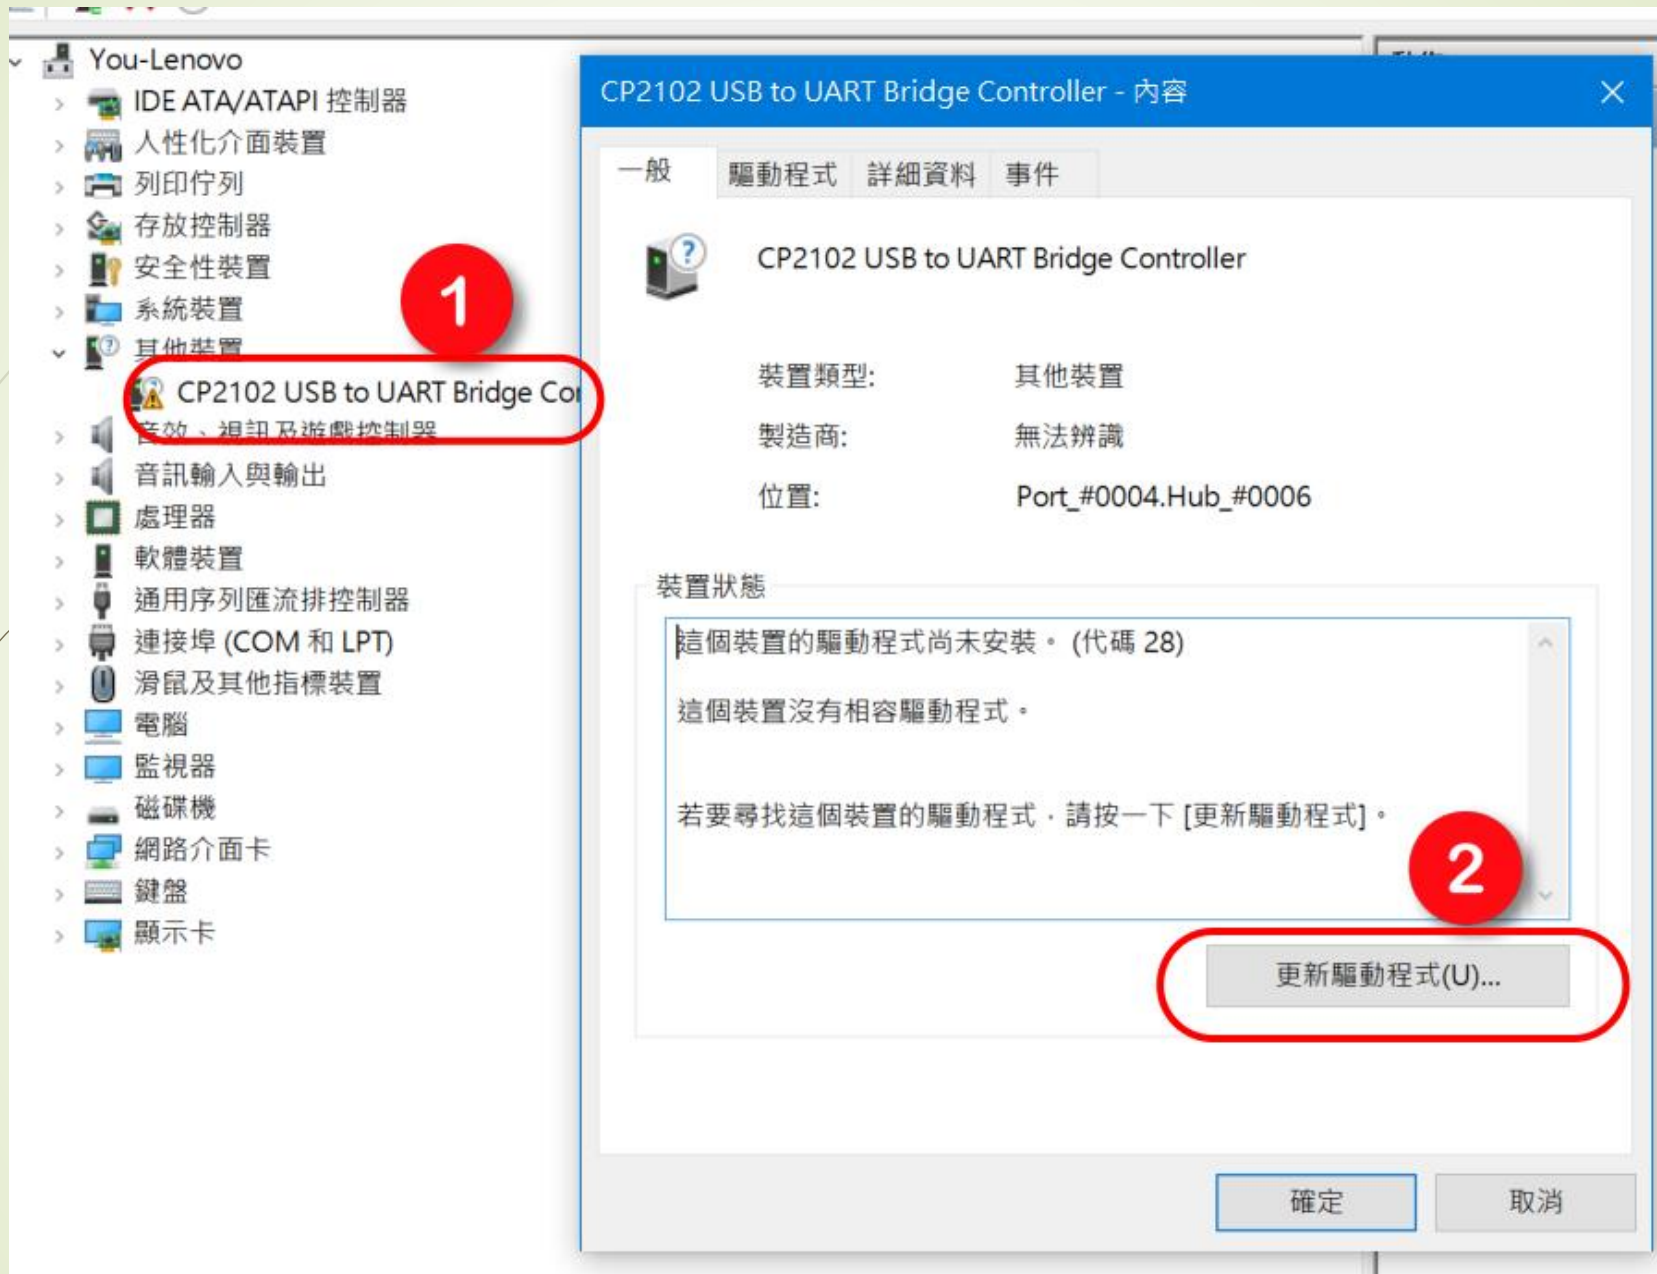 You-Lenovo
IDE ATA/ATAPI 控制器
人性化介面裝置
列印佇列
存放控制器
安全性裝置
系統裝置
其他裝置
CP2102 USB to UART Bridge
音效、視訊及遊戲控制器
音訊輸入與輸出
處理器
軟體裝置
通用序列匯流排控制器
連接埠 (COM 和 LPT)
滑鼠及其他指標裝置
電腦
監視器
磁碟機
網路介面卡
鍵盤
顯示卡
1
CP2102 USB to UART Bridge Controller - 內容
一般 驅動程式 詳細資料 事件
CP2102 USB to UART Bridge Controller
裝置類型: 其他裝置
製造商: 無法辨識
位置: Port_#0004.Hub_#0006
裝置狀態
這個裝置的驅動程式尚未安裝。 (代碼 28)
這個裝置沒有相容驅動程式。
若要尋找這個裝置的驅動程式，請按一下 [更新驅動程式]。
2
更新驅動程式(U)...
確定 取消